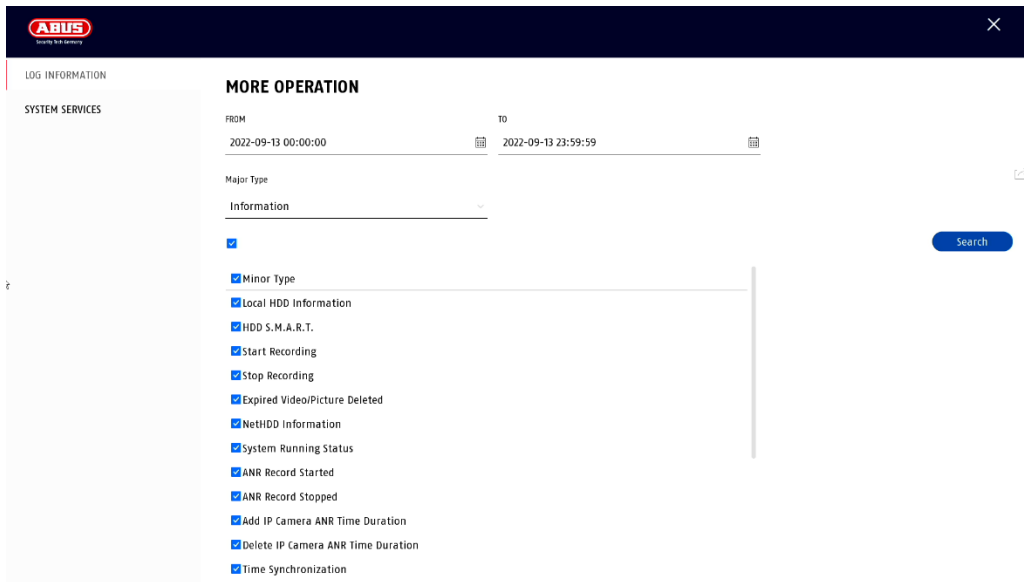 ABUS
Security Tech Germany
LOG INFORMATION
SYSTEM SERVICES
MORE OPERATION
FROM
TO
2022-09-13 00:00:00
2022-09-13 23:59:59
Major Type
Information
Search
Minor Type
Local HDD Information
HDD S.M.A.R.T.
Start Recording
Stop Recording
Expired Video/Picture Deleted
NetHDD Information
System Running Status
ANR Record Started
ANR Record Stopped
Add IP Camera ANR Time Duration
Delete IP Camera ANR Time Duration
Time Synchronization